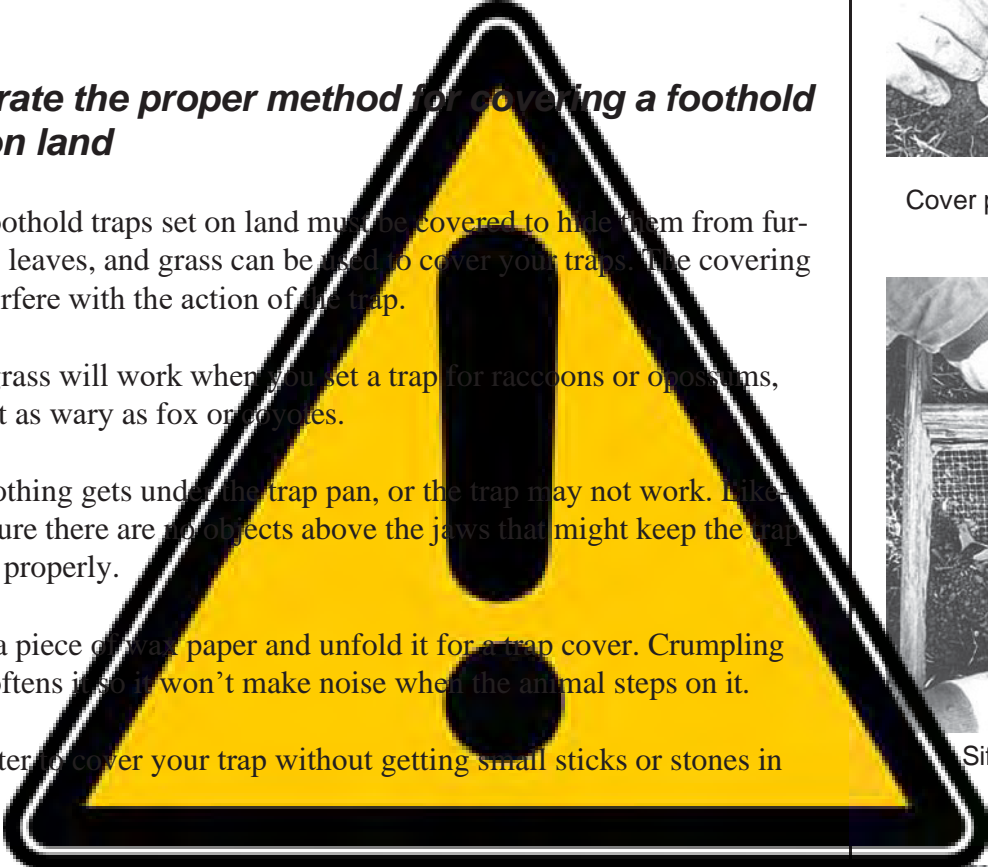 rate the proper method for covering a foothold
on land
oothold traps set on land must be covered to hide them from fur-
leaves, and grass can be used to cover your traps. The covering
rfere with the action of the trap.
grass will work when you set a trap for raccoons or opossums,
t as wary as fox or coyotes.
othing gets under the trap pan, or the trap may not work. Like-
ure there are no objects above the jaws that might keep the trap
properly.
a piece of wax paper and unfold it for a trap cover. Crumpling
oftens it so it won't make noise when the animal steps on it.
ter to cover your trap without getting small sticks or stones in
Cover p
Sif